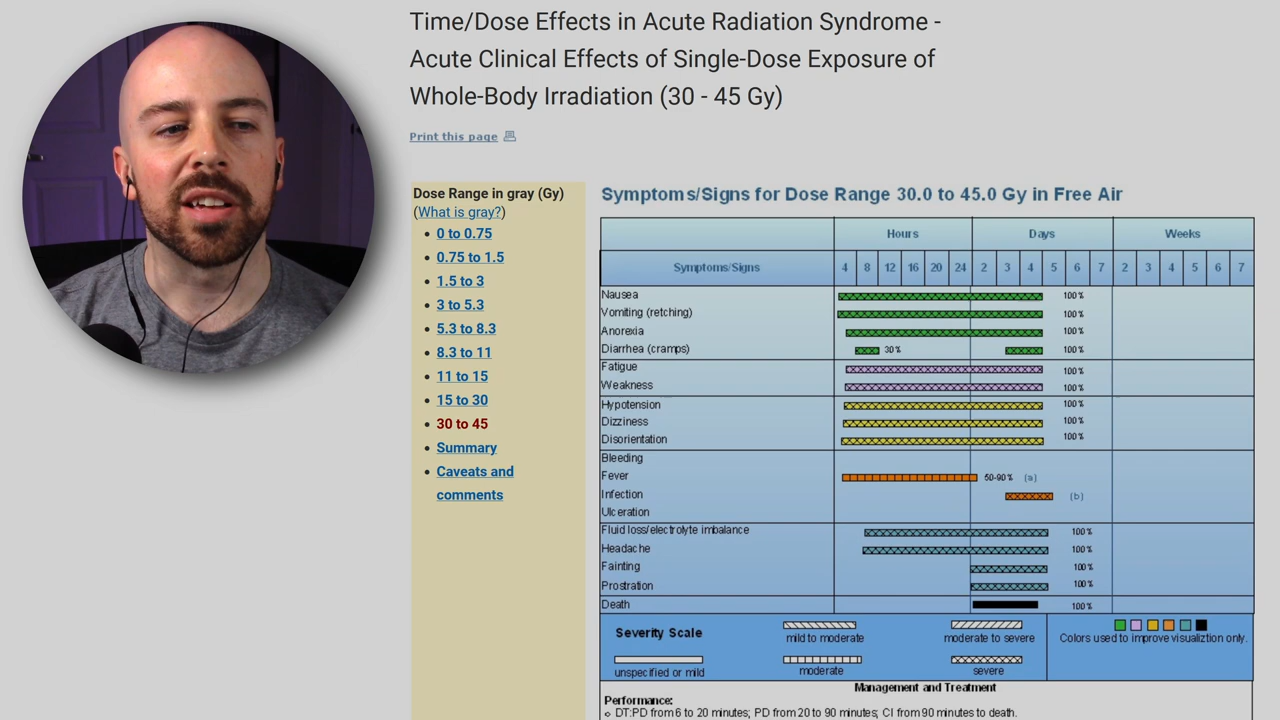 Time/Dose Effects in Acute Radiation Syndrome -
Acute Clinical Effects of Single-Dose Exposure of
Whole-Body Irradiation (30 - 45 Gy)
Print this page
Dose Range in gray (Gy)
(What is gray?)
• 0 to 0.75
• 0.75 to 1.5
• 1.5 to 3
• 3 to 5.3
• 5.3 to 8.3
• 8.3 to 11
• 11 to 15
• 15 to 30
• 30 to 45
• Summary
• Caveats and
comments
Symptoms/Signs for Dose Range 30.0 to 45.0 Gy in Free Air
Hours Days Weeks
Symptoms/Signs 4 8 12 16 20 24 2 3 4 5 6 7 2 3 4 5 6 7
Nausea 100%
Vomiting (retching) 100%
Anorexia 100%
Diarrhea (cramps) 30% 100%
Fatigue 100%
Weakness 100%
Hypotension 100%
Dizziness 100%
Disorientation 100%
Bleeding
Fever 50-90% (a)
Infection (b)
Ulceration
Fluid loss/electrolyte imbalance 100%
Headache 100%
Fainting 100%
Prostration 100%
Death 100%
Severity Scale
mild to moderate
moderate to severe
unspecified or mild
moderate
severe
Colors used to improve visualiztion only.
Management and Treatment
Performance:
DT:PD from 6 to 20 minutes; PD from 20 to 90 minutes; CI from 90 minutes to death.